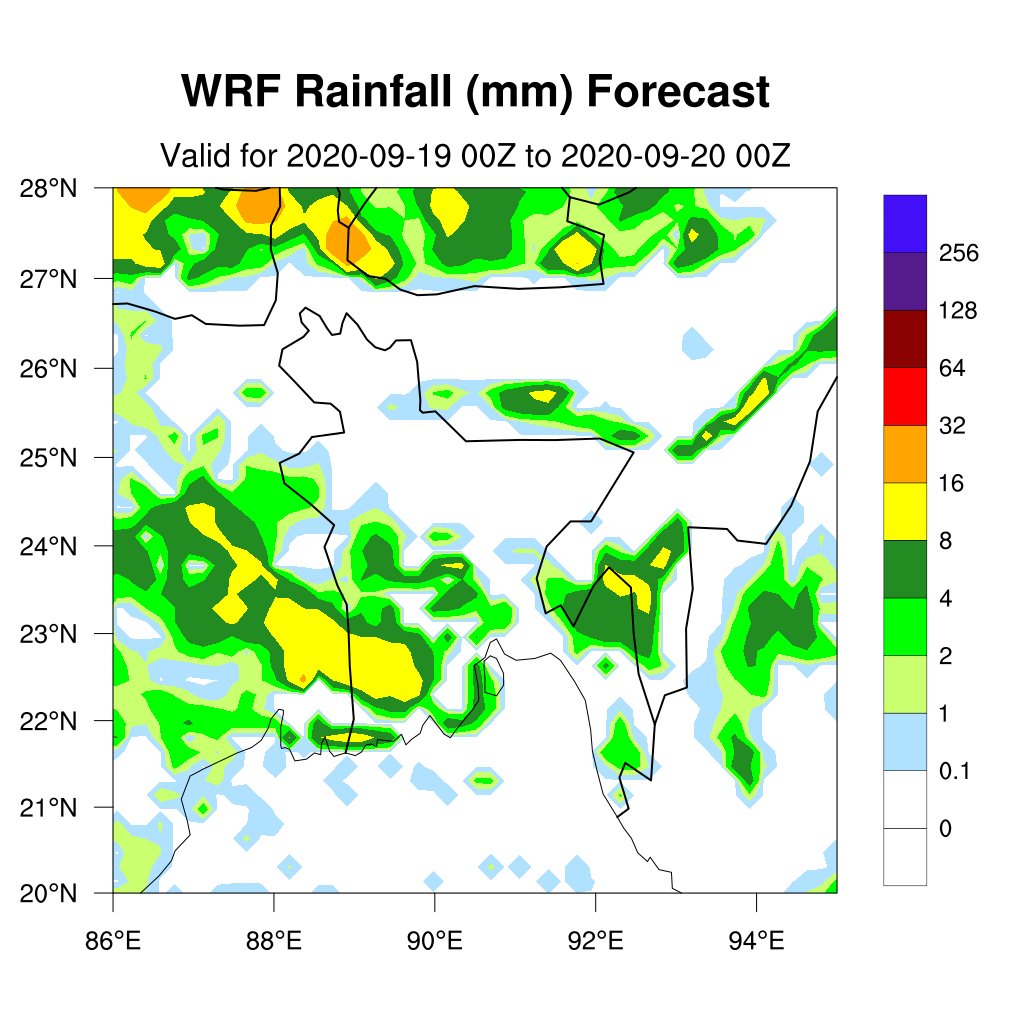 WRF Rainfall (mm) Forecast
Valid for 2020-09-19 00Z to 2020-09-20 00Z
28°N
27°N
26°N
25°N
24°N
23°N
22°N
21°N
20°N
86°E 88°E 90°E 92°E 94°E
256
128
64
32
16
8
4
2
1
0.1
0